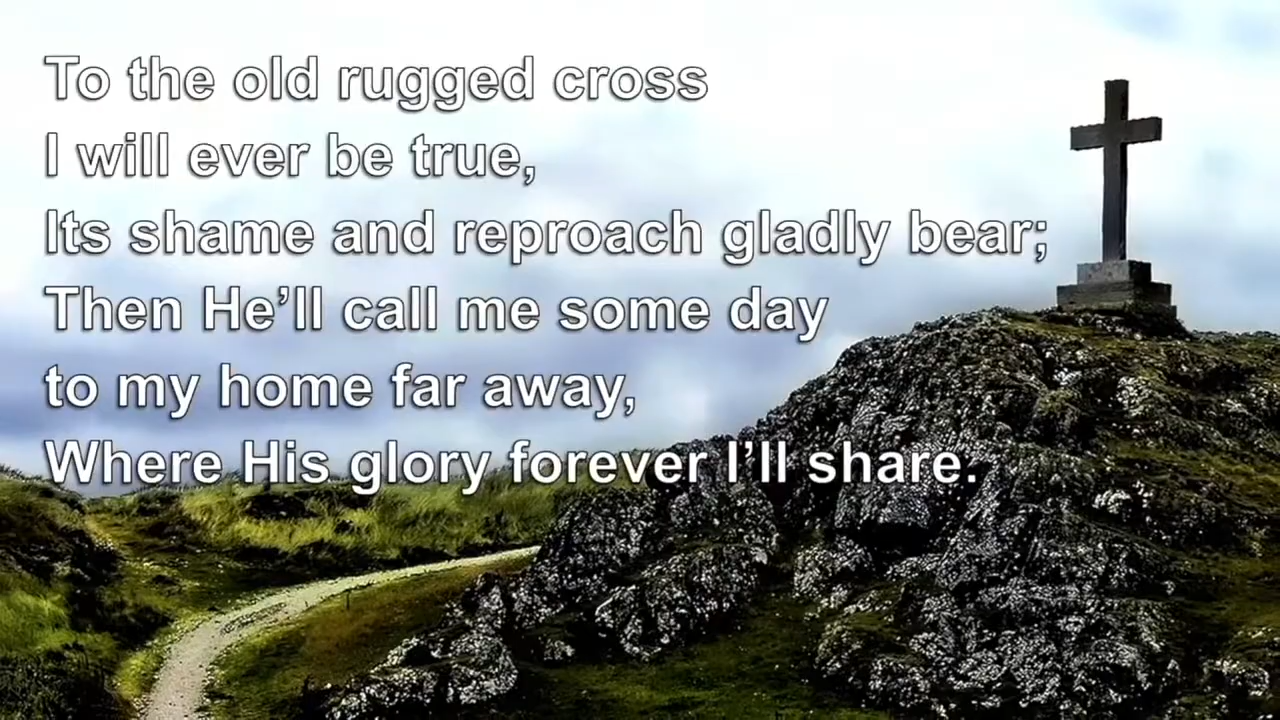 To the old rugged cross
I will ever be true,
Its shame and reproach gladly bear;
Then He’ll call me some day
to my home far away,
Where His glory forever I’ll share.